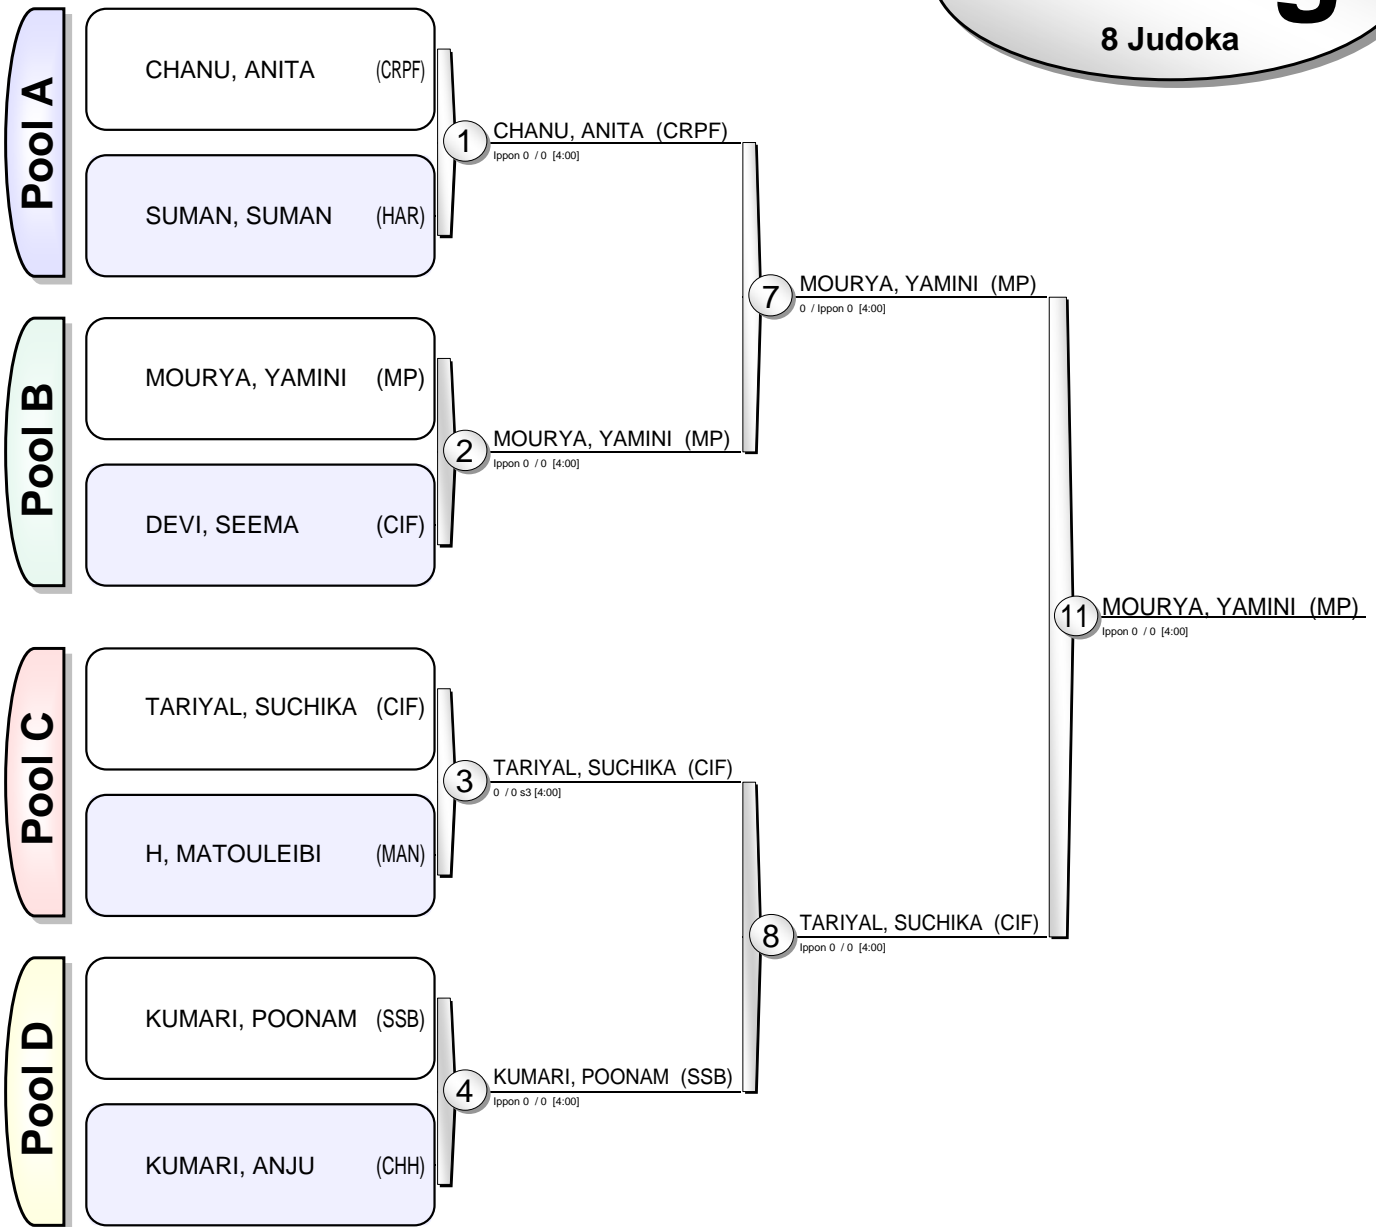 8 Judoka
Pool A
CHANU, ANITA (CRPF)
SUMAN, SUMAN (HAR)
1 CHANU, ANITA (CRPF)
Ippon 0 / 0 [4:00]
Pool B
MOURYA, YAMINI (MP)
DEVI, SEEMA (CIF)
2 MOURYA, YAMINI (MP)
Ippon 0 / 0 [4:00]
7 MOURYA, YAMINI (MP)
0 / Ippon 0 [4:00]
Pool C
TARIYAL, SUCHIKA (CIF)
H, MATOULEIBI (MAN)
3 TARIYAL, SUCHIKA (CIF)
0 / 0 s3 [4:00]
Pool D
KUMARI, POONAM (SSB)
KUMARI, ANJU (CHH)
4 KUMARI, POONAM (SSB)
Ippon 0 / 0 [4:00]
8 TARIYAL, SUCHIKA (CIF)
Ippon 0 / 0 [4:00]
11 MOURYA, YAMINI (MP)
Ippon 0 / 0 [4:00]